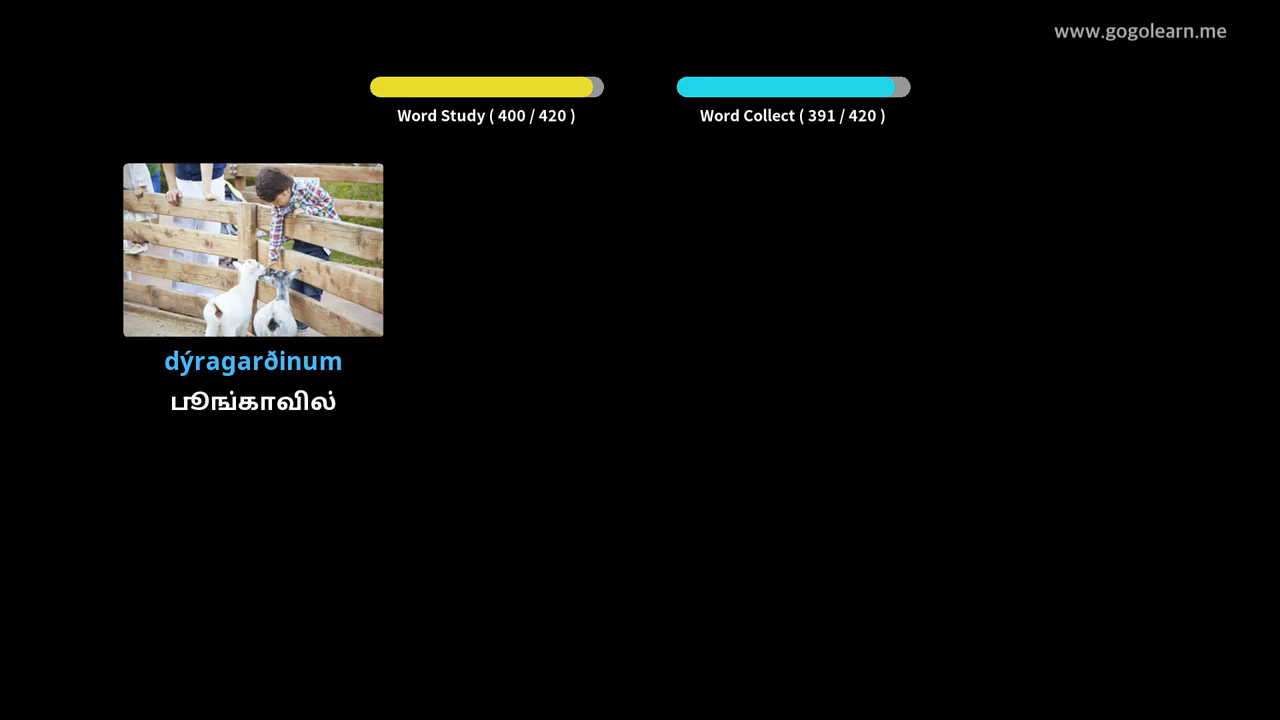 www.gogolearn.me
Word Study ( 400 / 420 )
Word Collect ( 391 / 420 )
dýragarðinum
பூங்காவில்